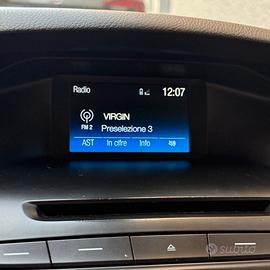 Radio 12:07
VIRGIN
FM 2 Preselezione 3
AST In cifre Info
subito